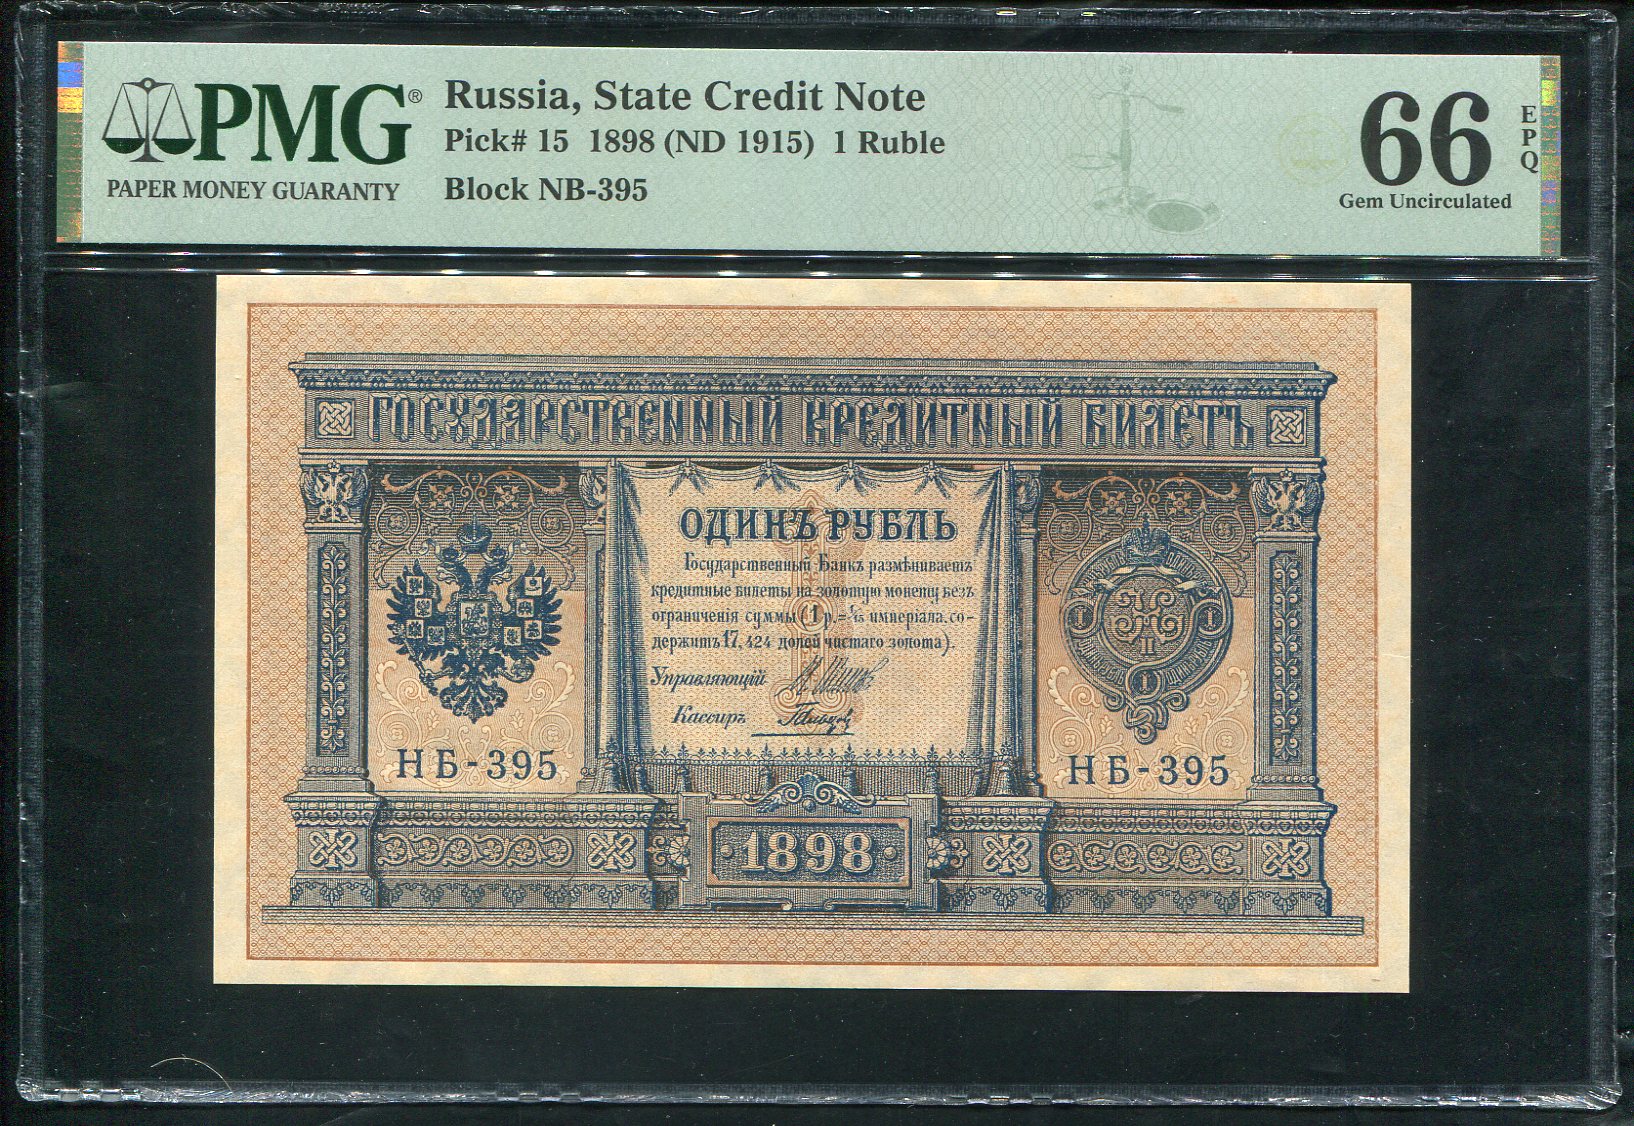 PMG®
PAPER MONEY GUARANTY
Russia, State Credit Note
Pick# 15 1898 (ND 1915) 1 Ruble
Block NB-395
66
EPQ
Gem Uncirculated
ГОСУДАРСТВЕННЫЙ КРЕДИТНЫЙ БИЛЕТЪ
ОДИНЪ РУБЛЬ
Государственный Банкъ размѣниваетъ
кредитные билеты на золотую монету безъ
ограниченія суммы (1 р.= 1/15 имперіала, со-
держитъ 17,424 долей чистаго золота).
Управляющій
Кассиръ
НБ-395
НБ-395
1898